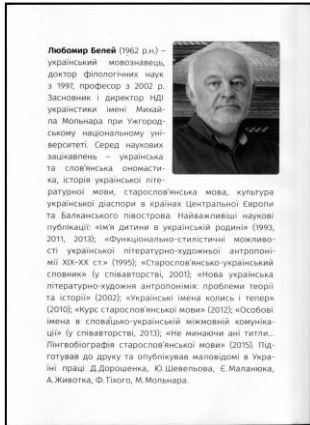 Любомир Белей (1962 р.н.) –
український мовознавець,
доктор філологічних наук
з 1997, професор з 2002 р.
Засновник і директор НДІ
україністики імені Михай-
ла Мольнара при Ужгород-
ському національному уні-
верситеті. Серед наукових
зацікавлень – українська
та слов'янська ономасти-
ка, історія української літе-
ратурної мови, старослов'янська мова, культура
української діаспори в країнах Центральної Європи
та Балканського півострова. Найважливіші наукові
публікації: «Ім'я дитини в українській родині» (1993,
2011, 2013); «Функціонально-стилістичні можливо-
сті української літературно-художньої антропоні-
мії XIX–XX ст.» (1995); «Старослов'янсько-український
словник» (у співавторстві, 2001); «Нова українська
літературно-художня антропонімія: проблеми теорії
та історії» (2002); «Українські імена колись і тепер»
(2010); «Курс старослов'янської мови» (2012); «Особові
імена в словацько-українській міжмовній комуніка-
ції» (у співавторстві, 2013); «Не минаючи ані титли...
Лінгвобіографія старослов'янської мови» (2015). Під-
готував до друку та опублікував маловідомі в Укра-
їні праці Д.Дорошенка, Ю.Шевельова, Є.Маланюка,
А.Животка, Ф.Тіхого, М.Мольнара.